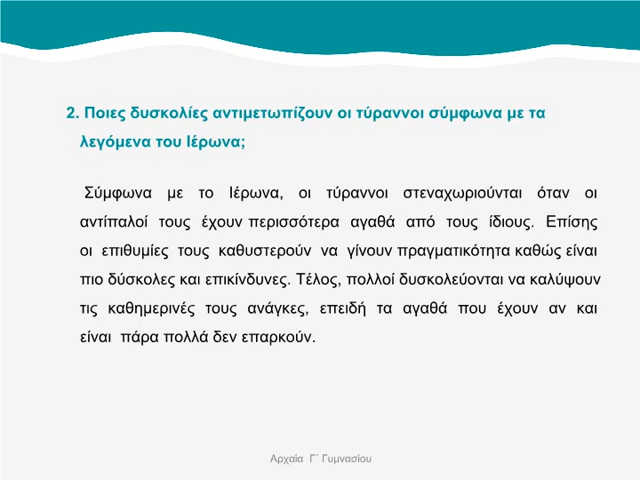 2. Ποιες δυσκολίες αντιμετωπίζουν οι τύραννοι σύμφωνα με τα
λεγόμενα του Ιέρωνα;
Σύμφωνα με το Ιέρωνα, οι τύραννοι στεναχωριούνται όταν οι
αντίπαλοί τους έχουν περισσότερα αγαθά από τους ίδιους. Επίσης
οι επιθυμίες τους καθυστερούν να γίνουν πραγματικότητα καθώς είναι
πιο δύσκολες και επικίνδυνες. Τέλος, πολλοί δυσκολεύονται να καλύψουν
τις καθημερινές τους ανάγκες, επειδή τα αγαθά που έχουν αν και
είναι πάρα πολλά δεν επαρκούν.
Αρχαία Γ΄ Γυμνασίου